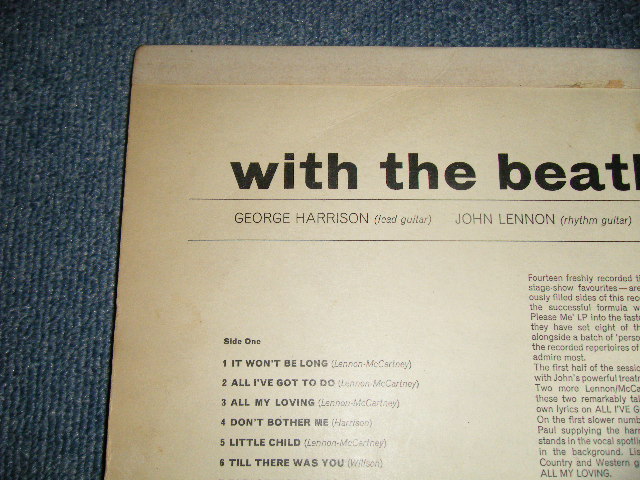 with the beatl
GEORGE HARRISON (lead guitar) JOHN LENNON (rhythm guitar)
Side One
1 IT WON'T BE LONG (Lennon-McCartney)
2 ALL I'VE GOT TO DO (Lennon-McCartney)
3 ALL MY LOVING (Lennon-McCartney)
4 DON'T BOTHER ME (Harrison)
5 LITTLE CHILD (Lennon-McCartney)
6 TILL THERE WAS YOU (Willson)
Fourteen freshly recorded t
stage-show favourites—are
ously filled sides of this rec
the successful formula w
Please Me' LP into the faste
they have set eight of th
alongside a batch of 'perso
the recorded repertoires of
admire most.
The first half of the sessio
with John's powerful treatm
Two more Lennon/McCa
these two remarkably tal
own lyrics on ALL I'VE G
On the first slower numb
Paul supplying the harm
stands in the vocal spotli
in the background. Lis
Country and Western g
ALL MY LOVING.